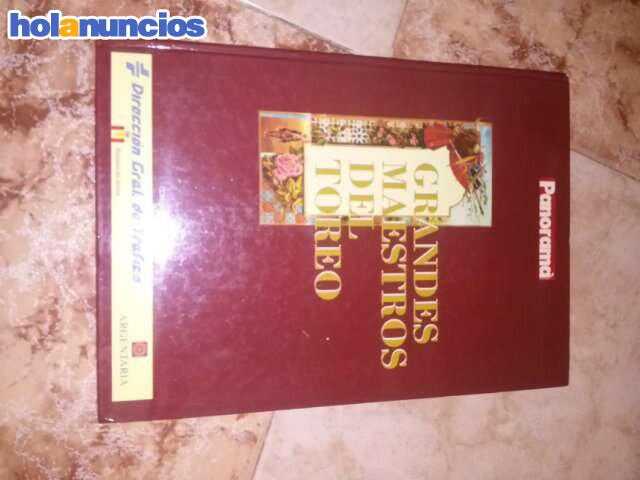 holanuncios
Panorama
GRANDES
MAESTROS
DEL
TOREO
Dirección Gral. de Tráfico
ARGENTARIA